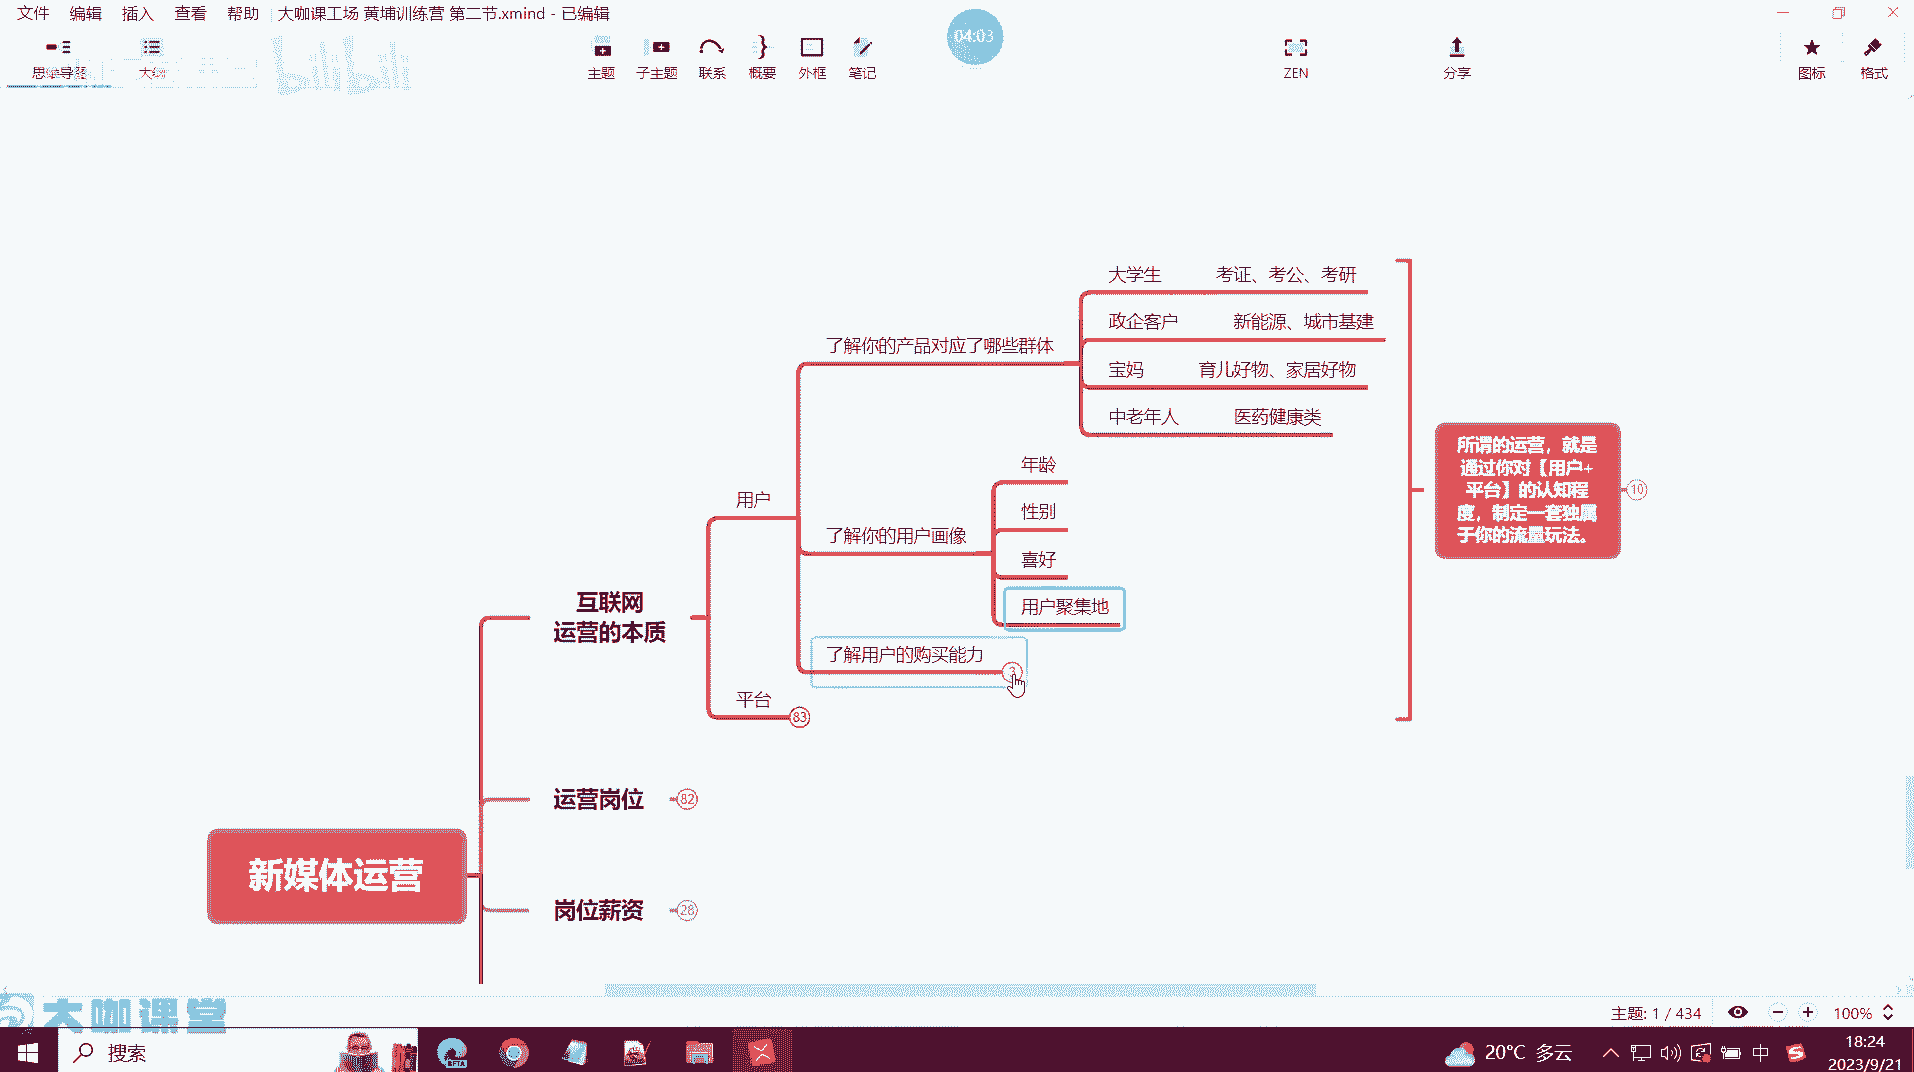 文件 编辑 插入 查看 帮助 大咖课工场 黄埔训练营 第二节.xmind - 已编辑
04:03
思维导图 大纲 主题 子主题 联系 概要 外框 笔记 ZEN 分享 图标 格式
bilibili
大学生 考证、考公、考研
政企客户 新能源、城市基建
了解你的产品对应了哪些群体
宝妈 育儿好物、家居好物
中老年人 医药健康类
所谓的运营，就是
通过你对【用户+
平台】的认知程
度，制定一套独属
于你的流量玩法。
10
年龄
用户
性别
了解你的用户画像
喜好
用户聚集地
互联网
运营的本质
了解用户的购买能力
3
平台
83
运营岗位
82
新媒体运营
岗位薪资
28
大咖课堂
主题: 1 / 434
100%
搜索
BETA
20°C 多云
中
18:24
2023/9/21